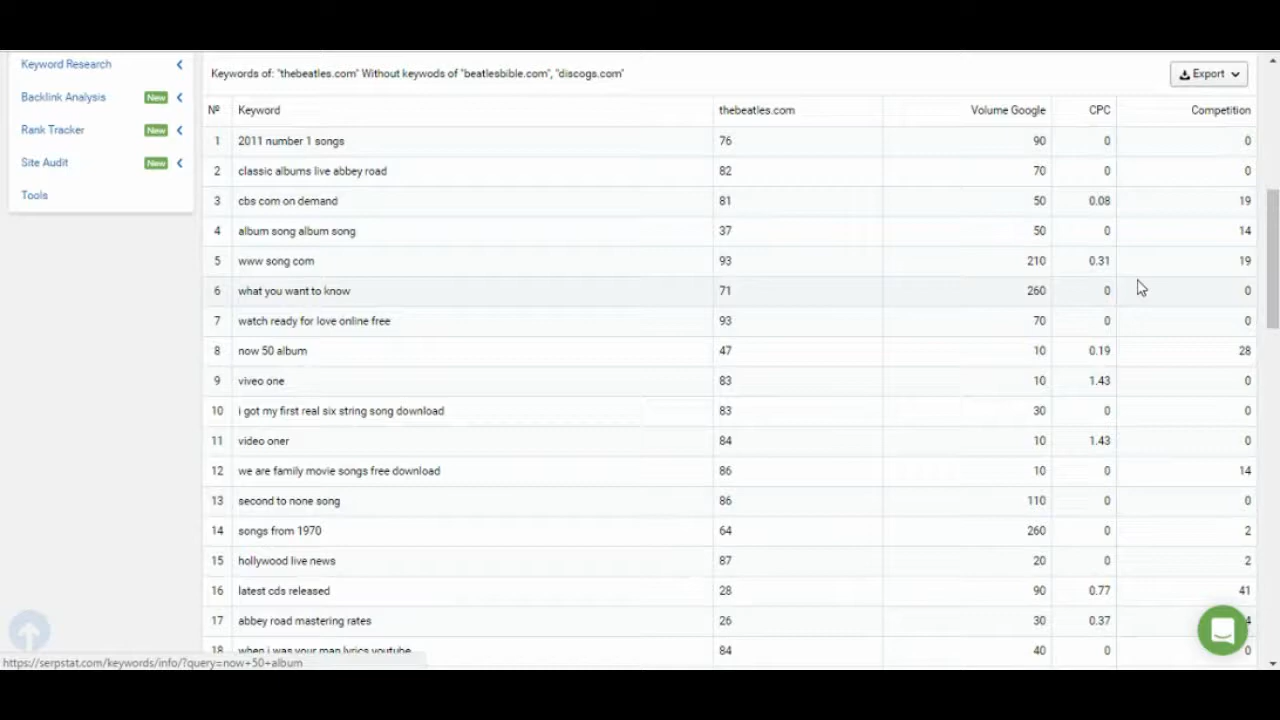 Keyword Research
Backlink Analysis New
Rank Tracker New
Site Audit New
Tools
Keywords of: "thebeatles.com" Without keywods of "beatlesbible.com", "discogs.com"
Export
Nº Keyword thebeatles.com Volume Google CPC Competition
1 2011 number 1 songs 76 90 0 0
2 classic albums live abbey road 82 70 0 0
3 cbs com on demand 81 50 0.08 19
4 album song album song 37 50 0 14
5 www song com 93 210 0.31 19
6 what you want to know 71 260 0 0
7 watch ready for love online free 93 70 0 0
8 now 50 album 47 10 0.19 28
9 viveo one 83 10 1.43 0
10 i got my first real six string song download 83 30 0 0
11 video oner 84 10 1.43 0
12 we are family movie songs free download 86 10 0 14
13 second to none song 86 110 0 0
14 songs from 1970 64 260 0 2
15 hollywood live news 87 20 0 2
16 latest cds released 28 90 0.77 41
17 abbey road mastering rates 26 30 0.37 4
18 when i was your man lyrics youtube 84 40 0 0
https://serpstat.com/keywords/info/?query=now+50+album